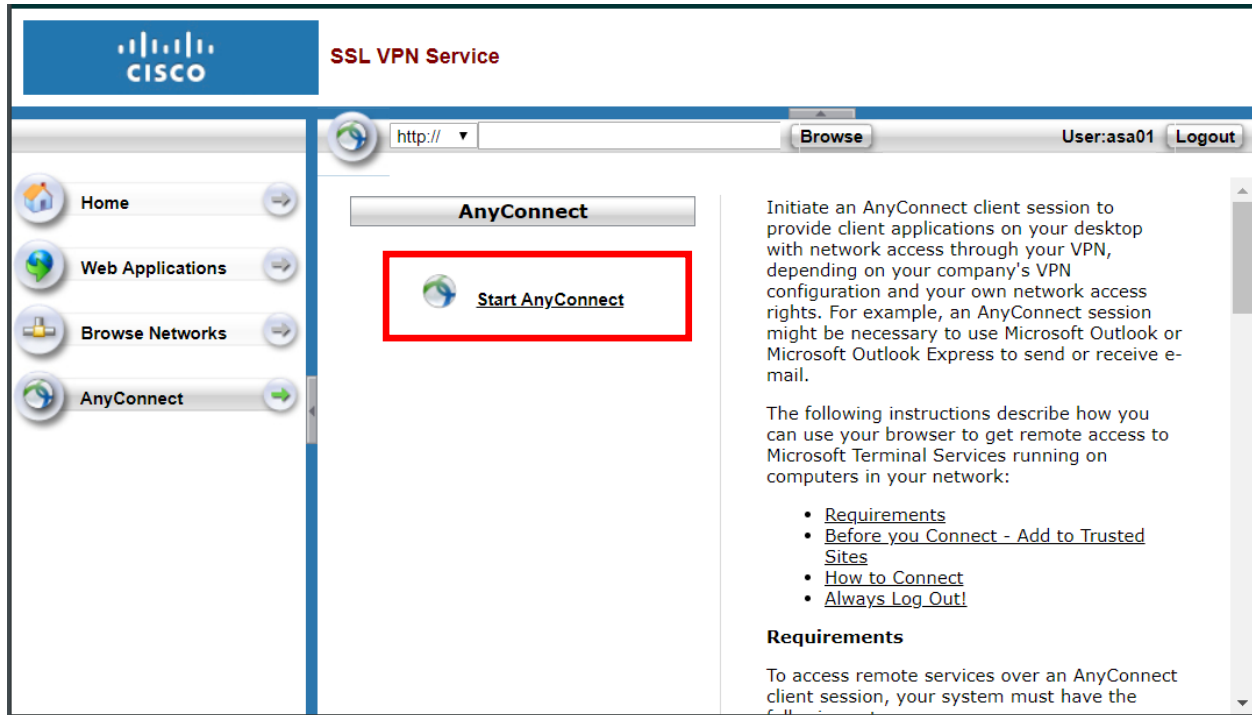 CISCO
SSL VPN Service
http://
Browse
User:asa01
Logout
Home
Web Applications
Browse Networks
AnyConnect
AnyConnect
Start AnyConnect
Initiate an AnyConnect client session to
provide client applications on your desktop
with network access through your VPN,
depending on your company's VPN
configuration and your own network access
rights. For example, an AnyConnect session
might be necessary to use Microsoft Outlook or
Microsoft Outlook Express to send or receive e-
mail.
The following instructions describe how you
can use your browser to get remote access to
Microsoft Terminal Services running on
computers in your network:
• Requirements
• Before you Connect - Add to Trusted
Sites
• How to Connect
• Always Log Out!
Requirements
To access remote services over an AnyConnect
client session, your system must have the